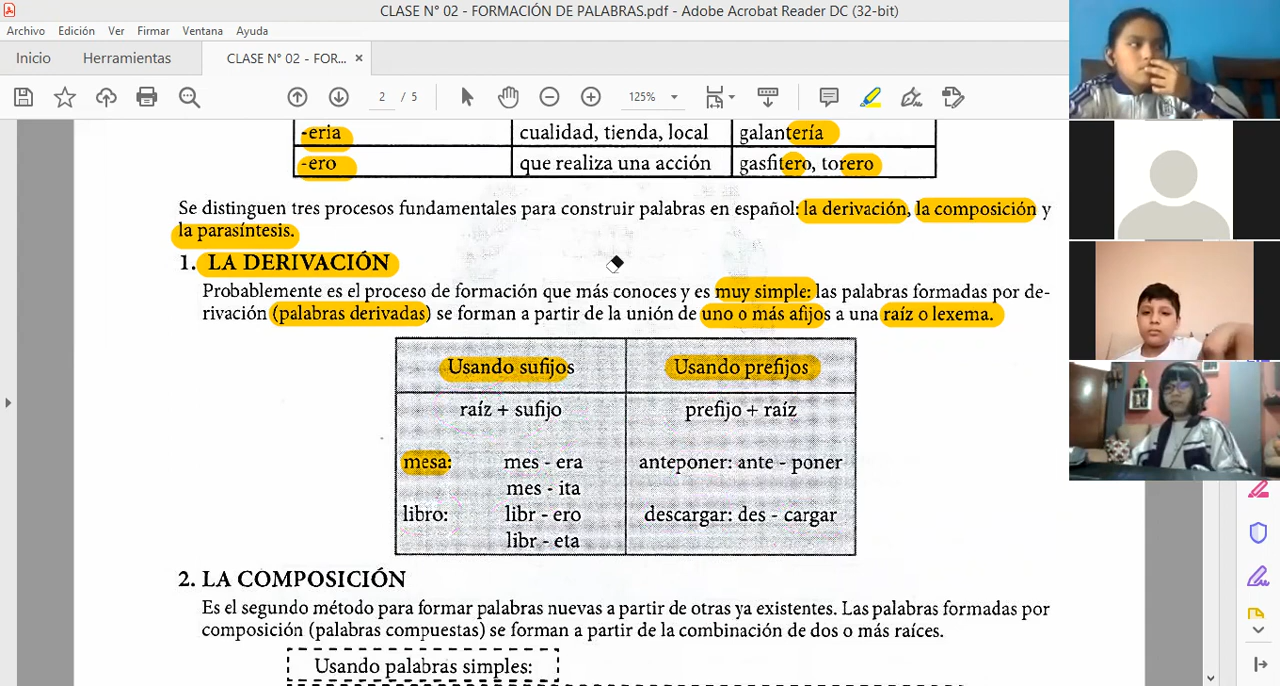 CLASE N° 02 - FORMACIÓN DE PALABRAS.pdf - Adobe Acrobat Reader DC (32-bit)
Archivo Edición Ver Firmar Ventana Ayuda
Inicio Herramientas CLASE N° 02 - FOR... ×
2 / 5 125%
-eria cualidad, tienda, local galantería
-ero que realiza una acción gasfitero, torero
Se distinguen tres procesos fundamentales para construir palabras en español: la derivación, la composición y
la parasíntesis.
1. LA DERIVACIÓN
Probablemente es el proceso de formación que más conoces y es muy simple: las palabras formadas por de-
rivación (palabras derivadas) se forman a partir de la unión de uno o más afijos a una raíz o lexema.
Usando sufijos Usando prefijos
raíz + sufijo prefijo + raíz
mesa: mes - era anteponer: ante - poner
mes - ita
libro: libr - ero descargar: des - cargar
libr - eta
2. LA COMPOSICIÓN
Es el segundo método para formar palabras nuevas a partir de otras ya existentes. Las palabras formadas por
composición (palabras compuestas) se forman a partir de la combinación de dos o más raíces.
Usando palabras simples: